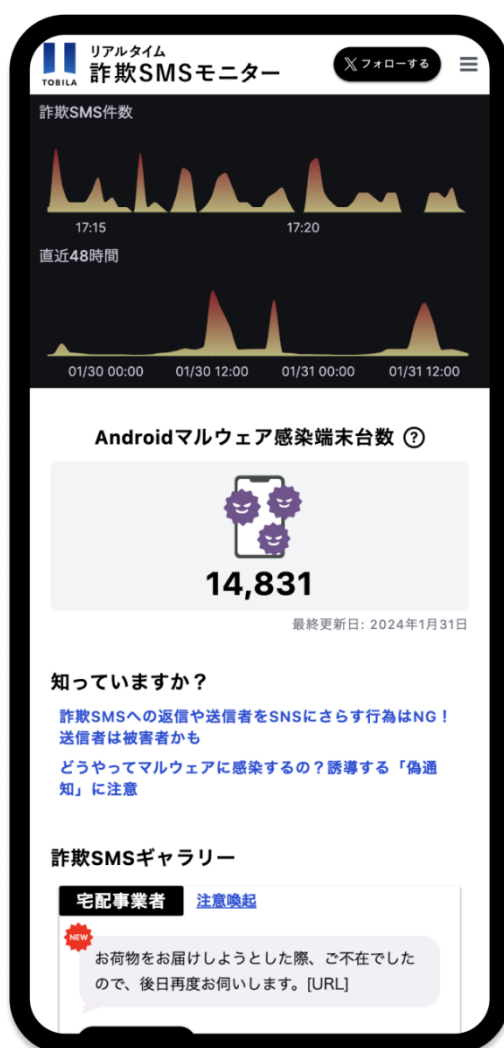 リアルタイム
TOBILA
詐欺SMSモニター
フォローする
詐欺SMS件数
17:15
17:20
直近48時間
01/30 00:00
01/30 12:00
01/31 00:00
01/31 12:00
Androidマルウェア感染端末台数 ?
14,831
最終更新日: 2024年1月31日
知っていますか？
詐欺SMSへの返信や送信者をSNSにさらす行為はNG！
送信者は被害者かも
どうやってマルウェアに感染するの？誘導する「偽通
知」に注意
詐欺SMSギャラリー
宅配事業者
注意喚起
NEW
お荷物をお届けしようとした際、ご不在でした
ので、後日再度お伺いします。[URL]